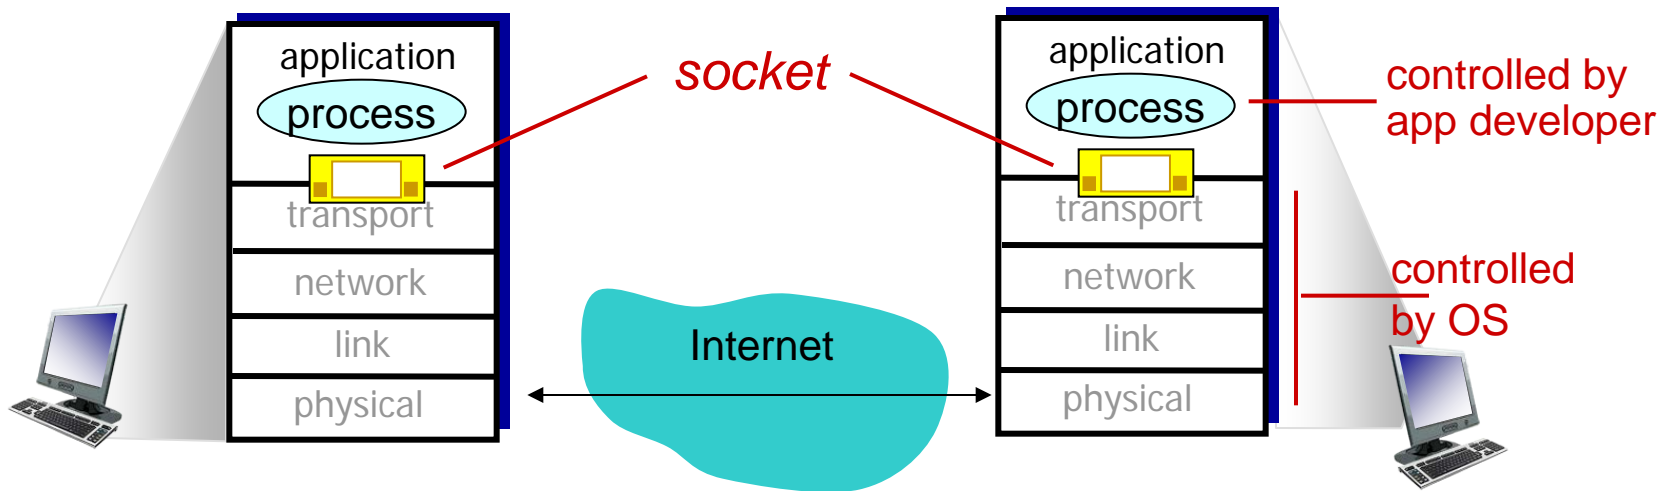 application
process
transport
network
link
physical
socket
Internet
application
process
transport
network
link
physical
controlled by
app developer
controlled
by OS